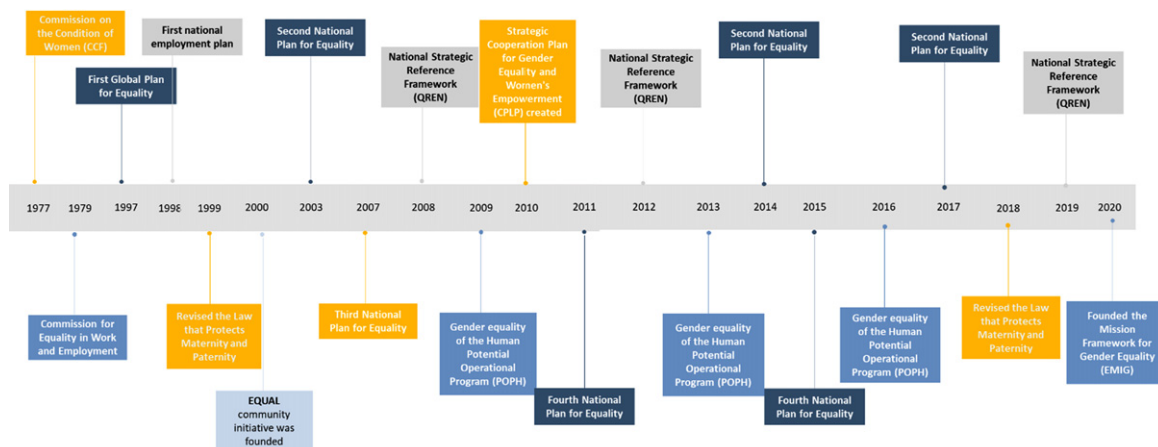 Commission on
the Condition of
Women (CCF)
First Global Plan
for Equality
First national
employment plan
Second National
Plan for Equality
National Strategic
Reference
Framework
(QREN)
Strategic
Cooperation Plan
for Gender
Equality and
Women's
Empowerment
(CPLP) created
National Strategic
Reference
Framework
(QREN)
Second National
Plan for Equality
Second National
Plan for Equality
National Strategic
Reference
Framework
(QREN)
1977 1979 1997 1998 1999 2000 2003 2007 2008 2009 2010 2011 2012 2013 2014 2015 2016 2017 2018 2019 2020
Commission for
Equality in Work
and Employment
Revised the Law
that Protects
Maternity and
Paternity
EQUAL
community
initiative was
founded
Third National
Plan for Equality
Gender equality
of the Human
Potential
Operational
Program (POPH)
Fourth National
Plan for Equality
Gender equality
of the Human
Potential
Operational
Program (POPH)
Fourth National
Plan for Equality
Gender equality
of the Human
Potential
Operational
Program (POPH)
Revised the Law
that Protects
Maternity and
Paternity
Founded the
Mission
Framework for
Gender Equality
(EMIG)